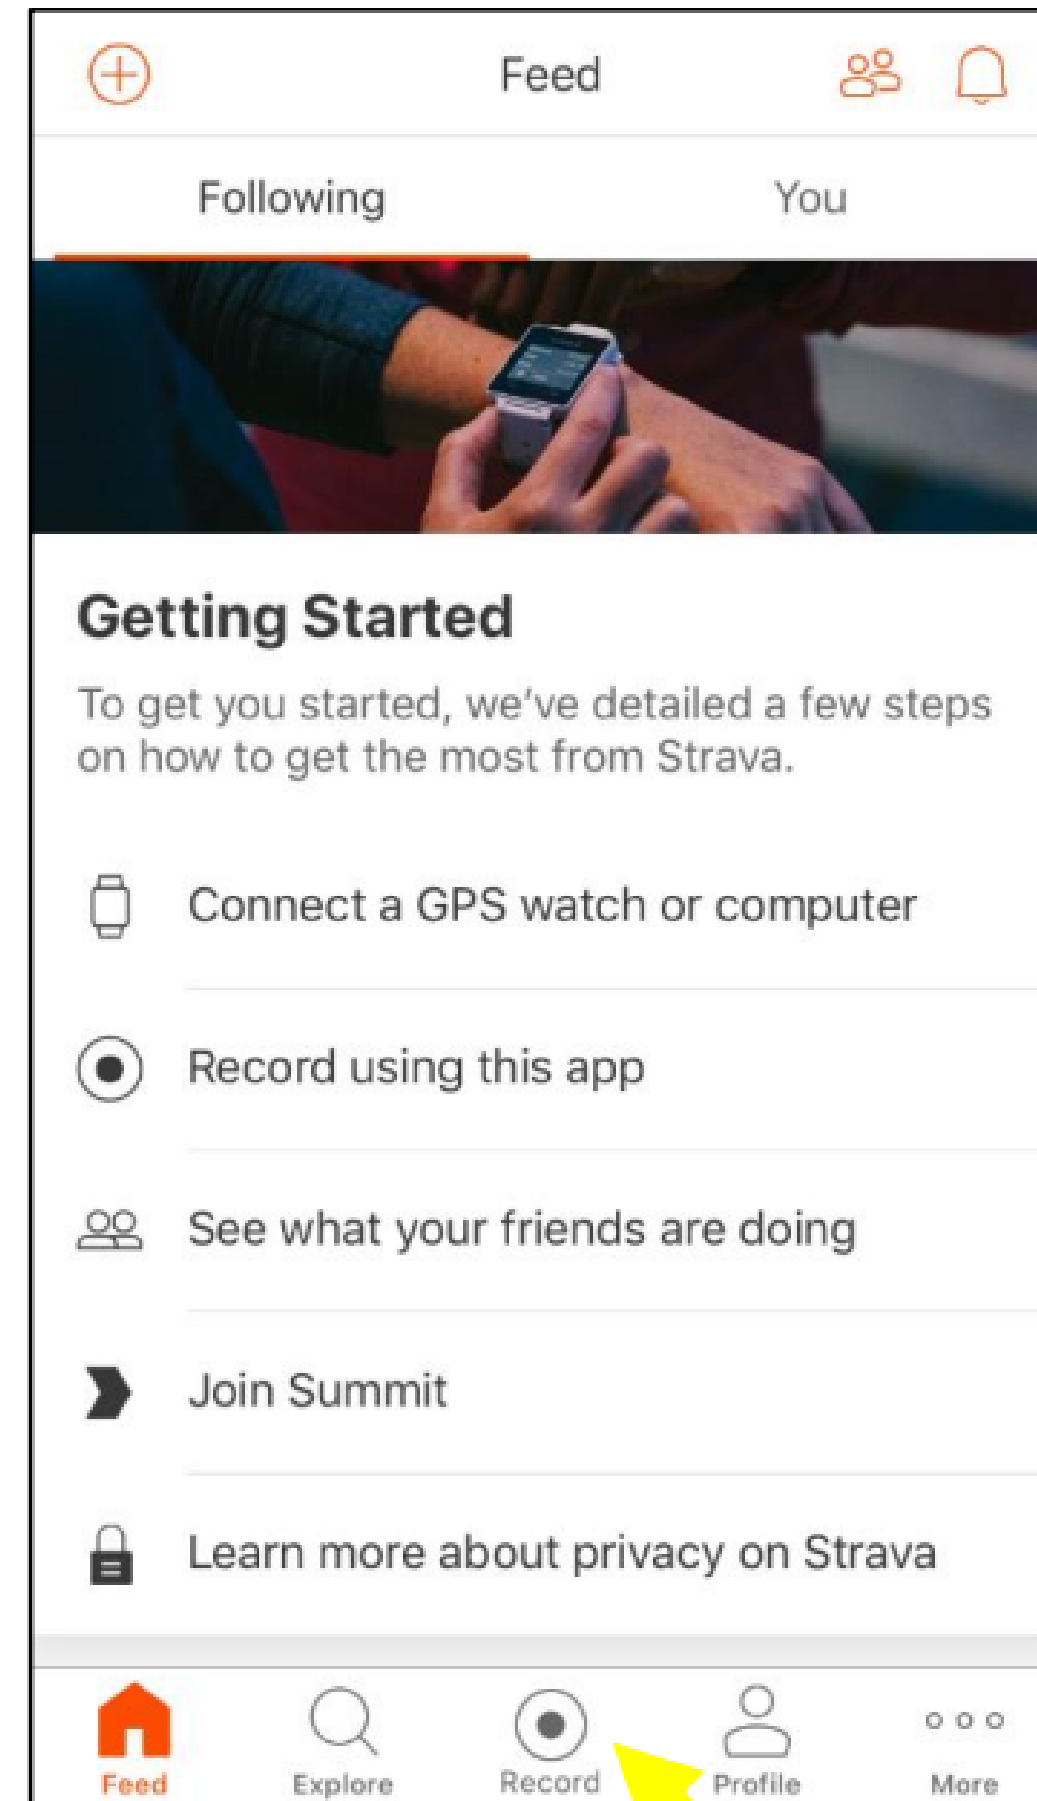 Feed
Following
You
Getting Started
To get you started, we've detailed a few steps
on how to get the most from Strava.
Connect a GPS watch or computer
Record using this app
See what your friends are doing
Join Summit
Learn more about privacy on Strava
Feed
Explore
Record
Profile
More